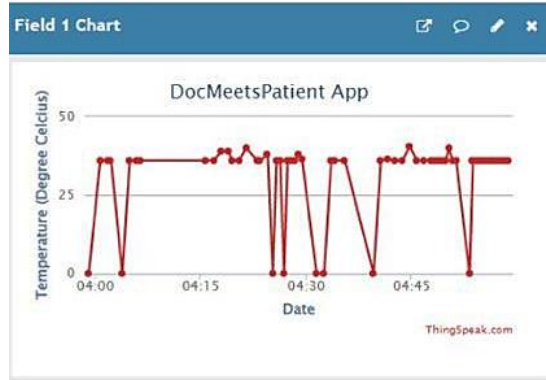 Field 1 Chart
DocMeetsPatient App
Temperature (Degree Celcius)
50
25
0
04:00 04:15 04:30 04:45
Date
ThingSpeak.com